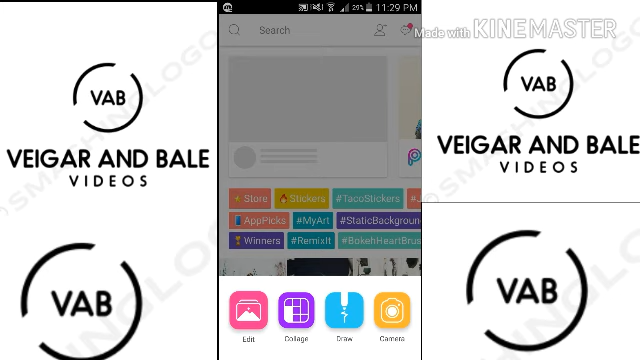 11:29 PM
29%
Search
Made with KINEMASTER
VAB
VEIGAR AND BALE
VIDEOS
VAB
VAB
VEIGAR AND BALE
VIDEOS
VAB
Store
Stickers
#TacoStickers
AppPicks
#MyArt
#StaticBackground
Winners
#RemixIt
#BokehHeartBrus
Edit
Collage
Draw
Camera